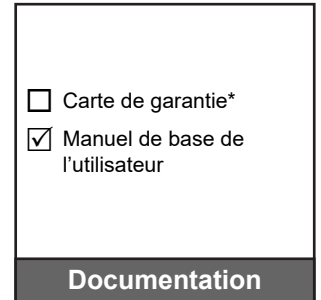 Carte de garantie*
Manuel de base de
l'utilisateur
Documentation